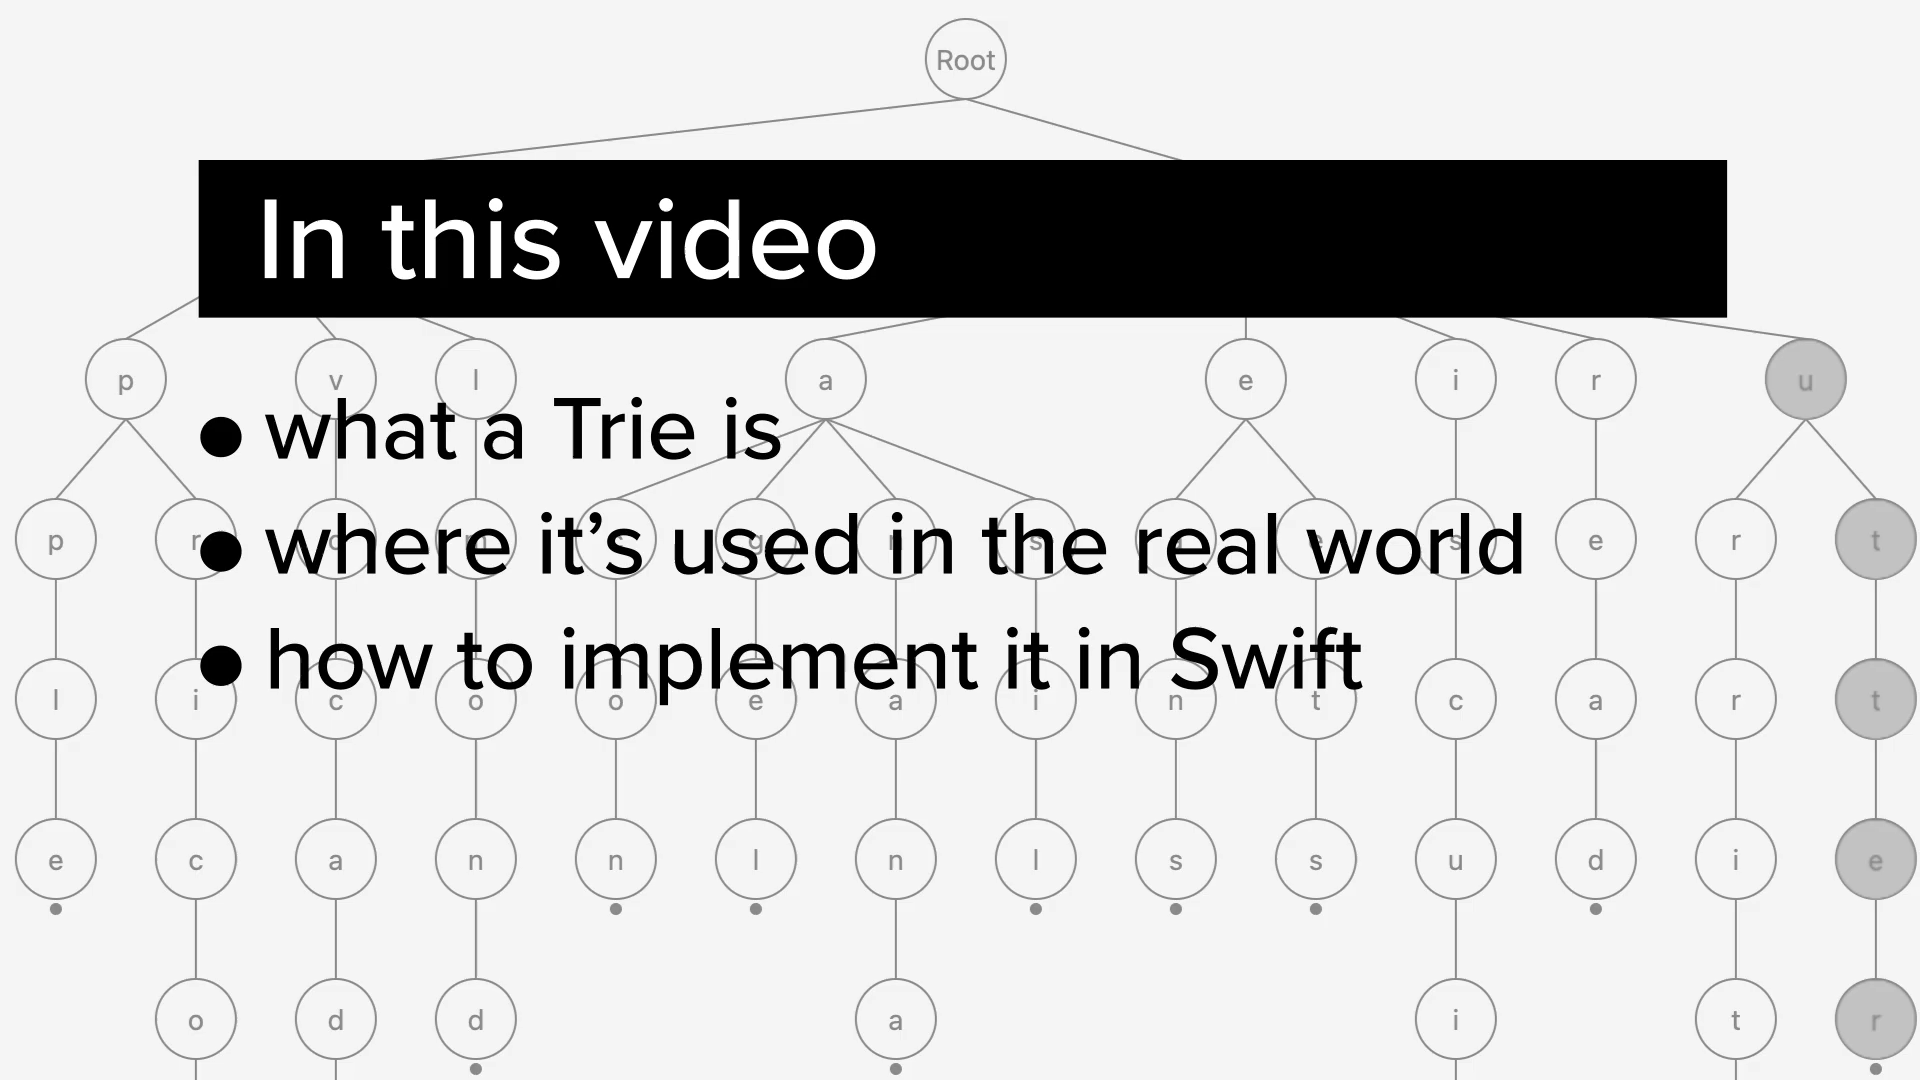 Root
In this video
p v l a e i r u
• what a Trie is
p r o m g n s e s e r t
• where it’s used in the real world
• how to implement it in Swift
l i c o o e a i n t c a r t
e c a n n l n l s s u d i e
o d d a i t r